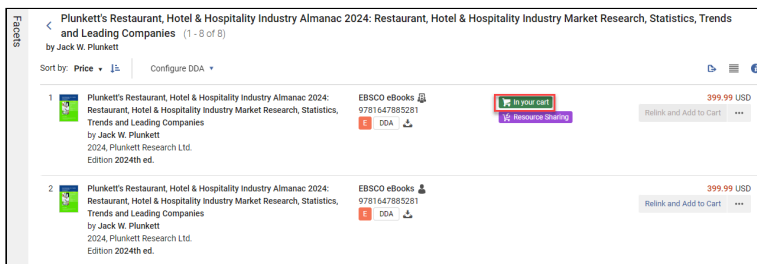 Facets
Plunkett's Restaurant, Hotel & Hospitality Industry Almanac 2024: Restaurant, Hotel & Hospitality Industry Market Research, Statistics, Trends
and Leading Companies (1 - 8 of 8)
by Jack W. Plunkett
Sort by: Price Configure DDA
1 Plunkett's Restaurant, Hotel & Hospitality Industry Almanac 2024: EBSCO eBooks In your cart 399.99 USD
Restaurant, Hotel & Hospitality Industry Market Research, Statistics, 9781647885281 Resource Sharing Relink and Add to Cart
Trends and Leading Companies E DDA
by Jack W. Plunkett
2024, Plunkett Research Ltd.
Edition 2024th ed.
2 Plunkett's Restaurant, Hotel & Hospitality Industry Almanac 2024: EBSCO eBooks 399.99 USD
Restaurant, Hotel & Hospitality Industry Market Research, Statistics, 9781647885281 Relink and Add to Cart
Trends and Leading Companies E DDA
by Jack W. Plunkett
2024, Plunkett Research Ltd.
Edition 2024th ed.